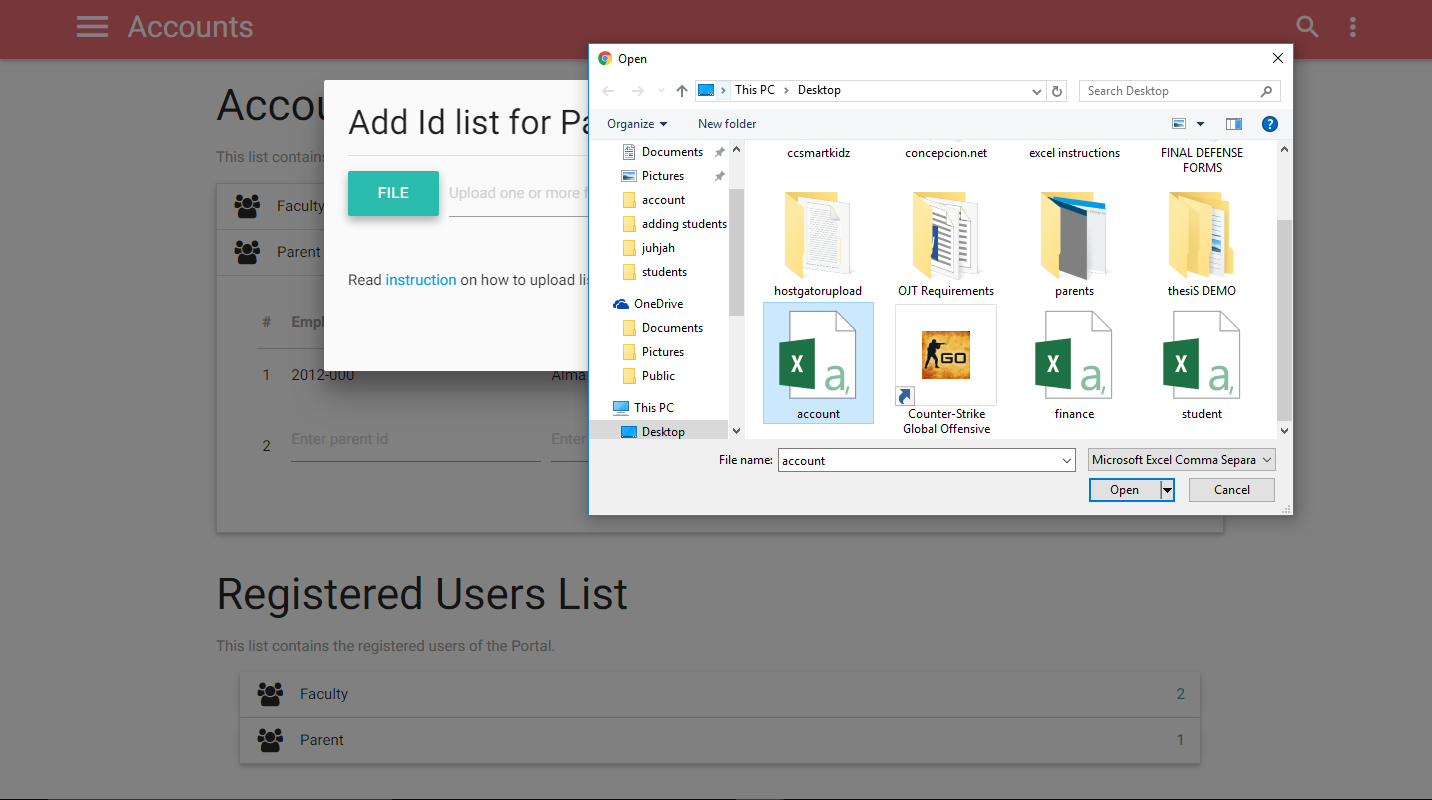 Accounts
Accou
This list contains
Faculty
Parent
# Empl
1 2012-000 Alma
2 Enter parent id Enter
Add Id list for Pa
FILE Upload one or more f
Read instruction on how to upload lis
Open
This PC Desktop
Search Desktop
Organize New folder
Documents
Pictures
account
adding students
juhjah
students
OneDrive
Documents
Pictures
Public
This PC
Desktop
ccsmartkidz concepcion.net excel instructions FINAL DEFENSE
FORMS
hostgatorupload OJT Requirements parents thesiS DEMO
GO
account Counter-Strike finance student
Global Offensive
File name: account Microsoft Excel Comma Separa
Open Cancel
Registered Users List
This list contains the registered users of the Portal.
Faculty 2
Parent 1